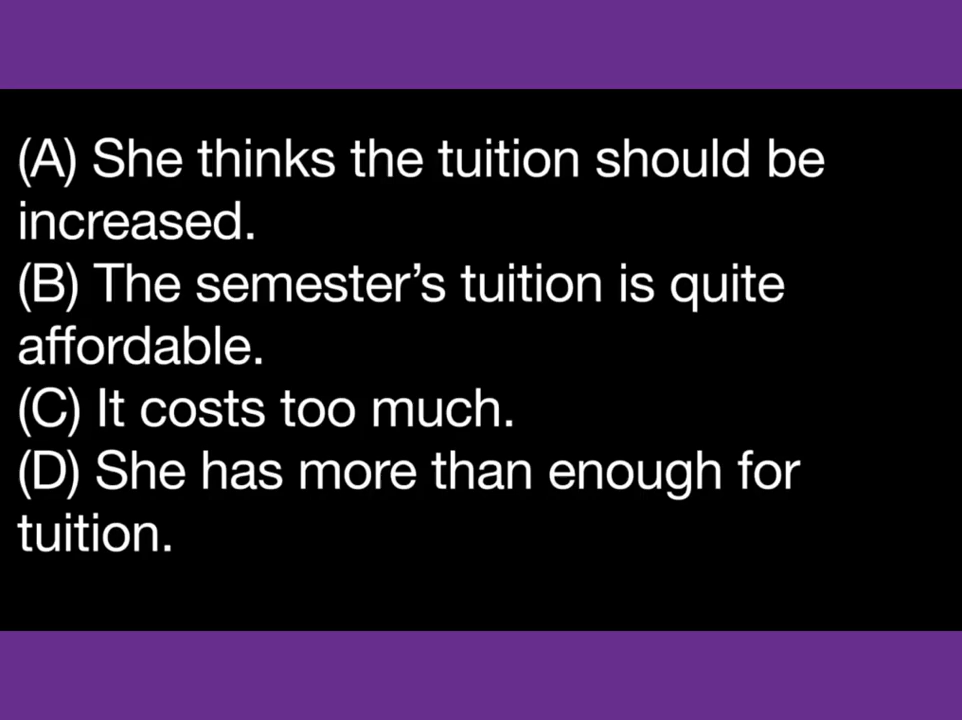 (A) She thinks the tuition should be
increased.
(B) The semester’s tuition is quite
affordable.
(C) It costs too much.
(D) She has more than enough for
tuition.